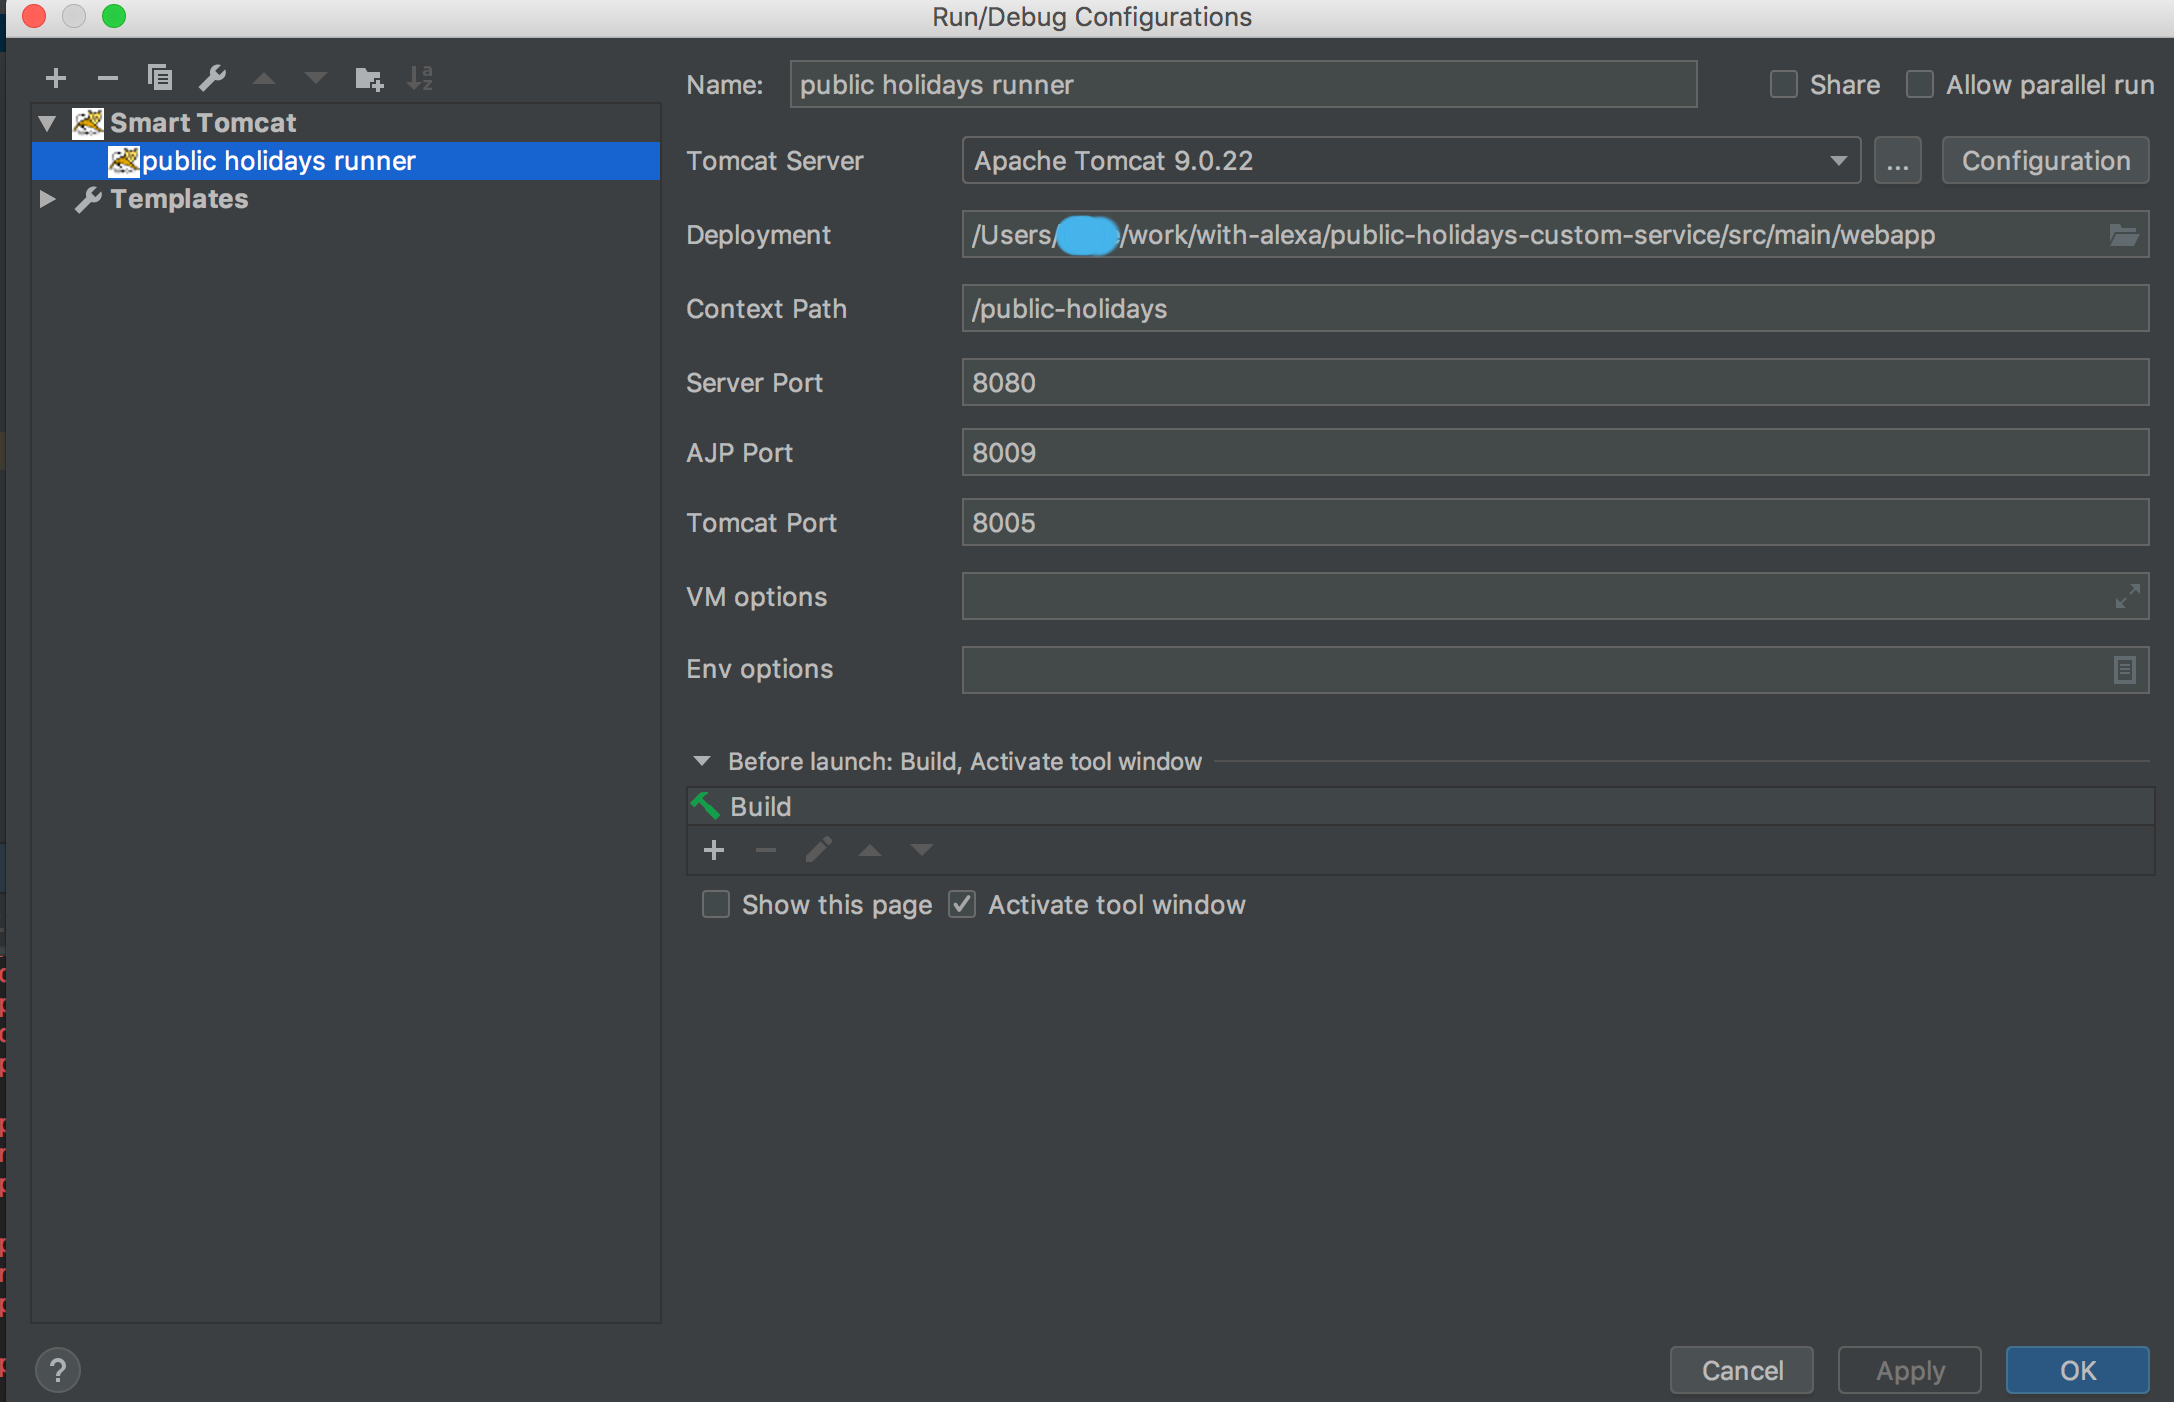 Run/Debug Configurations
Name: public holidays runner Share Allow parallel run
Smart Tomcat
public holidays runner
Templates
Tomcat Server Apache Tomcat 9.0.22 ... Configuration
Deployment /Users/ /work/with-alexa/public-holidays-custom-service/src/main/webapp
Context Path /public-holidays
Server Port 8080
AJP Port 8009
Tomcat Port 8005
VM options
Env options
Before launch: Build, Activate tool window
Build
Show this page Activate tool window
? Cancel Apply OK